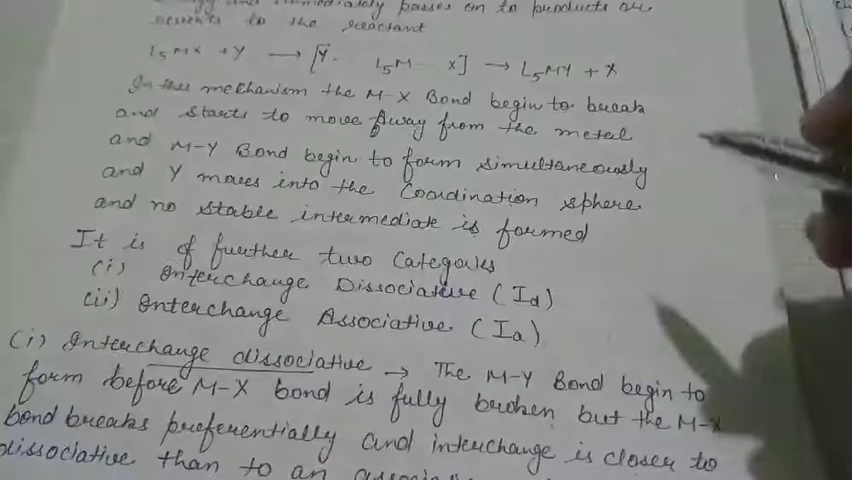 immediately passes on to products or
reverts to the reactant
L5MX + Y → [Y--- L5M--- X] → L5MY + X
In this mechanism the M-X Bond begin to break
and starts to move away from the metal
and M-Y Bond begin to form simultaneously
and Y moves into the Coordination sphere
and no stable intermediate is formed
It is of further two Categories
(i) Interchange Dissociative (Id)
(ii) Interchange Associative (Ia)
(i) Interchange dissociative → The M-Y Bond begin to
form before M-X bond is fully broken but the M-X
bond breaks preferentially and interchange is closer to
dissociative than to an